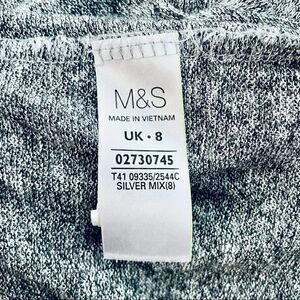 M&S
MADE IN VIETNAM
UK • 8
02730745
T41 09335/2544C
SILVER MIX(8)